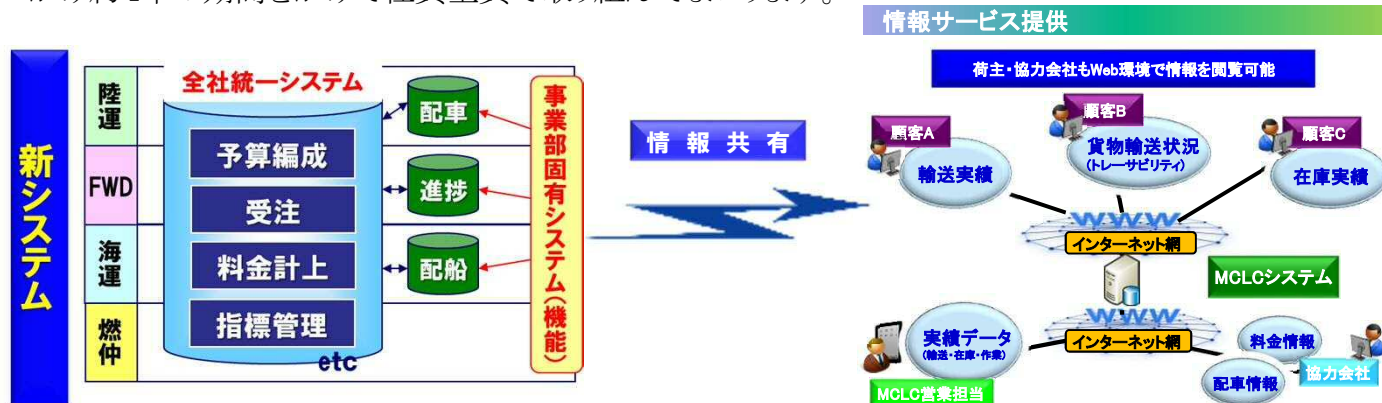 情報サービス提供
新システム
陸運
FWD
海運
燃仲
全社統一システム
予算編成
受注
料金計上
指標管理
etc
配車
進捗
配船
事業部固有システム(機能)
情報共有
荷主・協力会社もWeb環境で情報を閲覧可能
顧客A
輸送実績
顧客B
貨物輸送状況
(トレーサビリティ)
顧客C
在庫実績
WWW
インターネット網
MCLCシステム
WWW
インターネット網
実績データ
(輸送・在庫・作業)
MCLC営業担当
料金情報
配車情報
協力会社